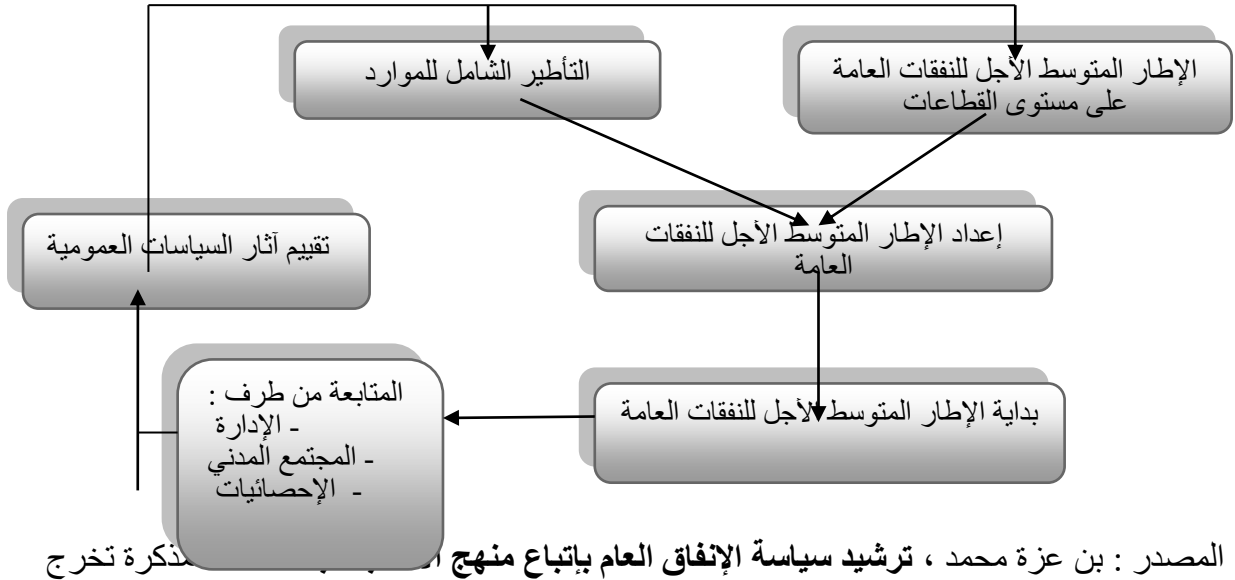 الإطار المتوسط الأجل للنفقات العامة
على مستوى القطاعات
التأطير الشامل للموارد
إعداد الإطار المتوسط الأجل للنفقات
العامة
تقييم آثار السياسات العمومية
بداية الإطار المتوسط الأجل للنفقات العامة
المتابعة من طرف :
- الإدارة
- المجتمع المدني
- الإحصائيات
المصدر : بن عزة محمد ، ترشيد سياسة الإنفاق العام بإتباع منهج مذكرة تخرج